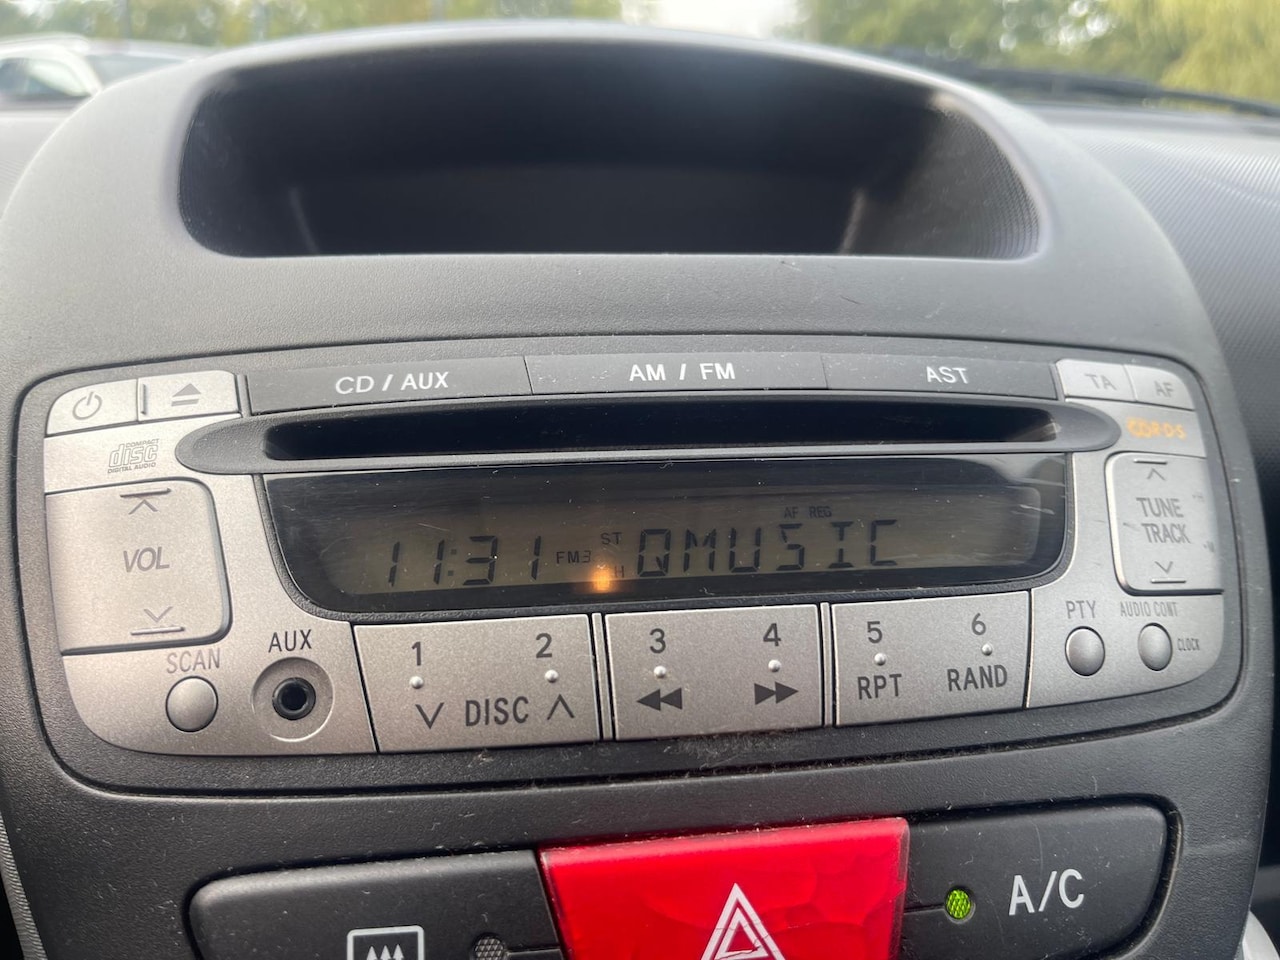 CD / AUX AM / FM AST TA AF
COMPACT disc DIGITAL AUDIO
RDS
VOL
11:31 FM3 ST AF REG QMUSIC
TUNE TRACK
SCAN AUX
1 2 3 4 5 6
DISC RPT RAND
PTY AUDIO CONT CLOCK
A/C